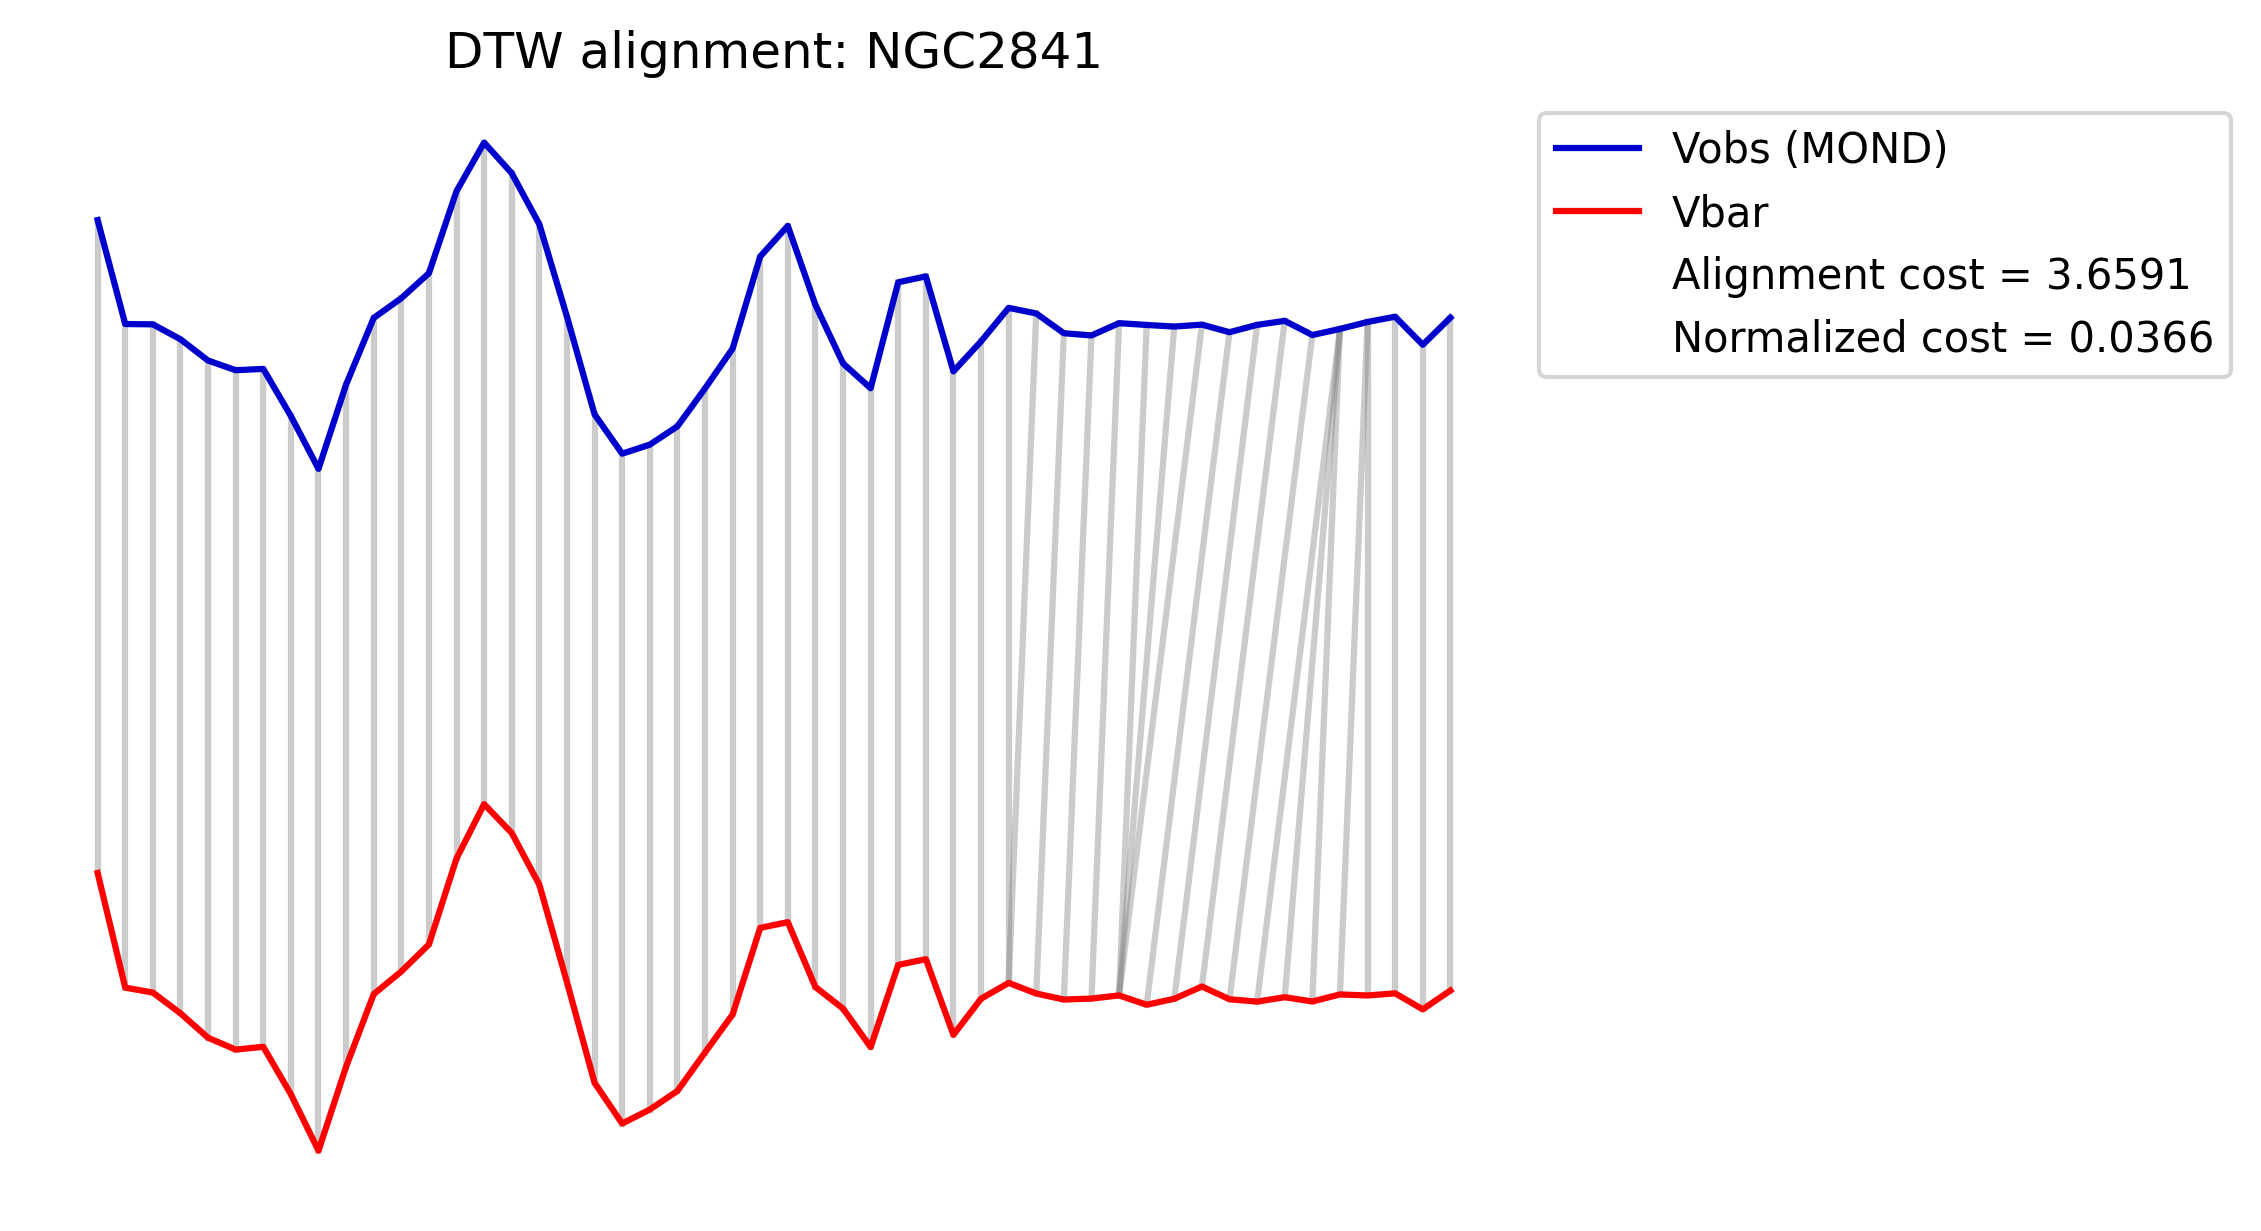 DTW alignment: NGC2841
Vobs (MOND)
Vbar
Alignment cost = 3.6591
Normalized cost = 0.0366